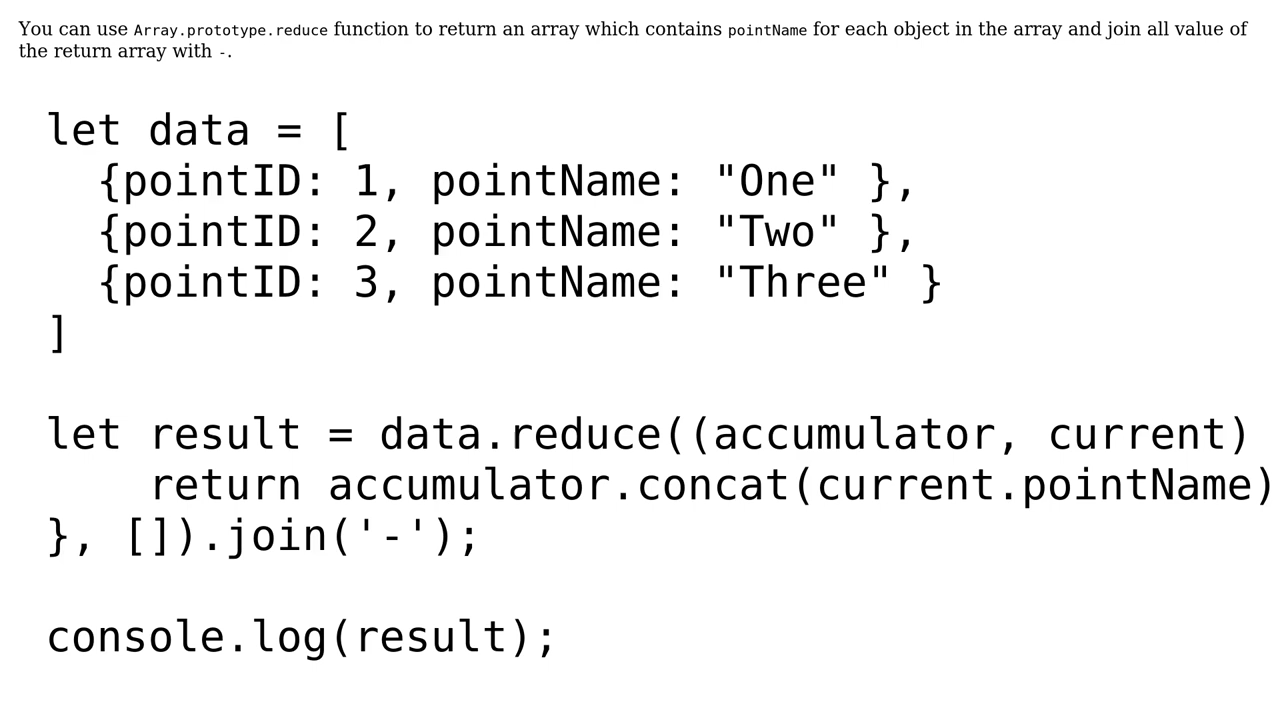 You can use Array.prototype.reduce function to return an array which contains pointName for each object in the array and join all value of
the return array with -.
let data = [
  {pointID: 1, pointName: "One" },
  {pointID: 2, pointName: "Two" },
  {pointID: 3, pointName: "Three" }
]
let result = data.reduce((accumulator, current)
    return accumulator.concat(current.pointName)
}, []).join('-');
console.log(result);